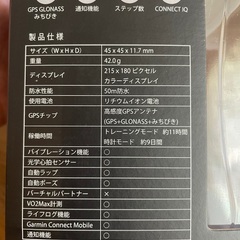 GPS GLONASS
みちびき
通知機能
ステップ数
CONNECT IQ
製品仕様
サイズ(W x H x D) 45 x 45 x 11.7 mm
重量 42.0g
ディスプレイ 215 x 180 ピクセル
カラーディスプレイ
防水性能 50m防水
使用電池 リチウムイオン電池
GPSチップ 高感度GPSアンテナ
(GPS+GLONASS+みちびき)
稼働時間 トレーニングモード 約11時間
時計モード 約9日間
バイブレーション機能 ○
光学心拍センサー ○
自動ラップ ○
自動ポーズ ○
バーチャルパートナー ×
VO2Max計測 ○
ライフログ機能 ○
Garmin Connect Mobile ○
通知機能 ○